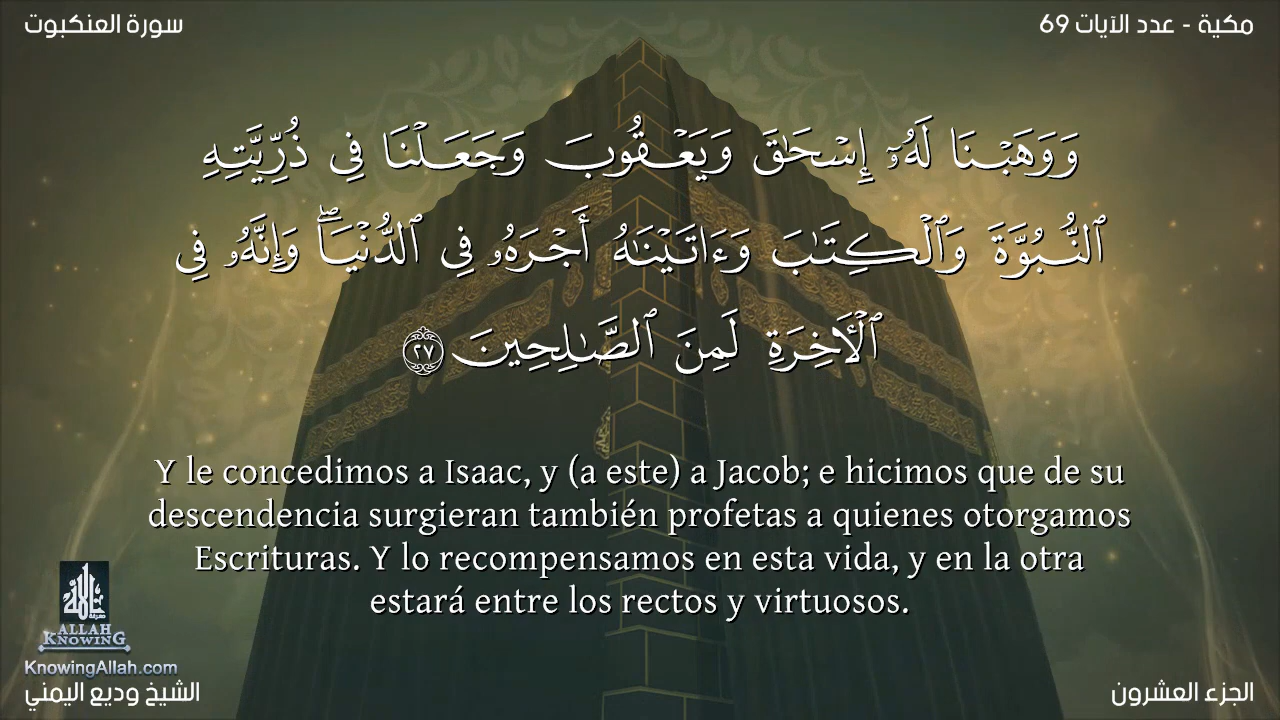 سورة العنكبوت
مكية - عدد الآيات 69
وَوَهَبْنَا لَهُۥٓ إِسْحَٰقَ وَيَعْقُوبَ وَجَعَلْنَا فِى ذُرِّيَّتِهِ
ٱلنُّبُوَّةَ وَٱلْكِتَٰبَ وَءَاتَيْنَٰهُ أَجْرَهُۥ فِى ٱلدُّنْيَا ۖ وَإِنَّهُۥ فِى
ٱلْءَاخِرَةِ لَمِنَ ٱلصَّٰلِحِينَ ٢٧
Y le concedimos a Isaac, y (a este) a Jacob; e hicimos que de su
descendencia surgieran también profetas a quienes otorgamos
Escrituras. Y lo recompensamos en esta vida, y en la otra
estará entre los rectos y virtuosos.
ALLAH
KNOWING
KnowingAllah.com
الشيخ وديع اليمني
الجزء العشرون